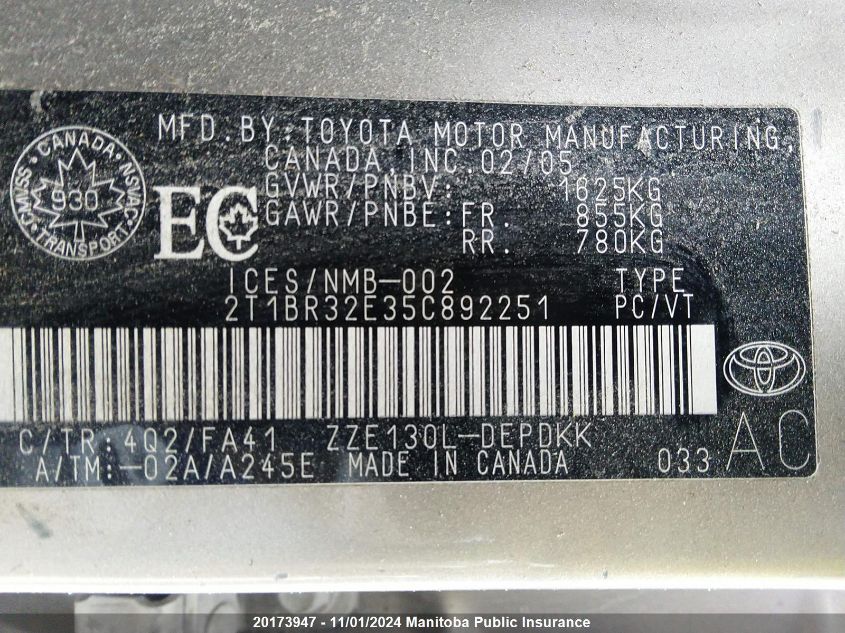 MFD. BY: TOYOTA MOTOR MANUFACTURING,
CANADA, INC. 02/05
GVWR/PNBV: 1625KG
GAWR/PNBE: FR. 855KG
RR. 780KG
CANADA
930
TRANSPORT
CMVSS
NSVAC
EC
ICES/NMB-002 TYPE
2T1BR32E35C892251 PC/VT
C/TR: 4Q2/FA41 ZZE130L-DEPDKK
A/TM: -02A/A245E MADE IN CANADA 033 AC
20173947 - 11/01/2024 Manitoba Public Insurance